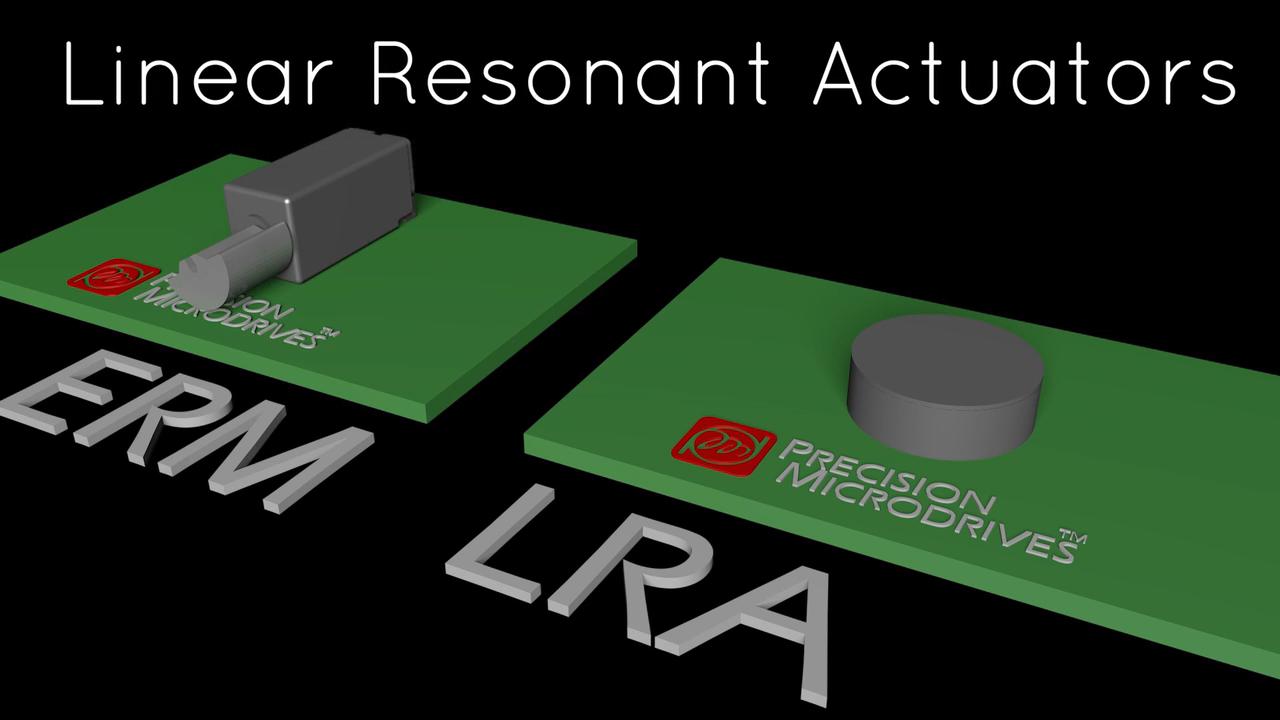 Linear Resonant Actuators
PRECISION
MICRODRIVES™
ERM
PRECISION
MICRODRIVES™
LRA